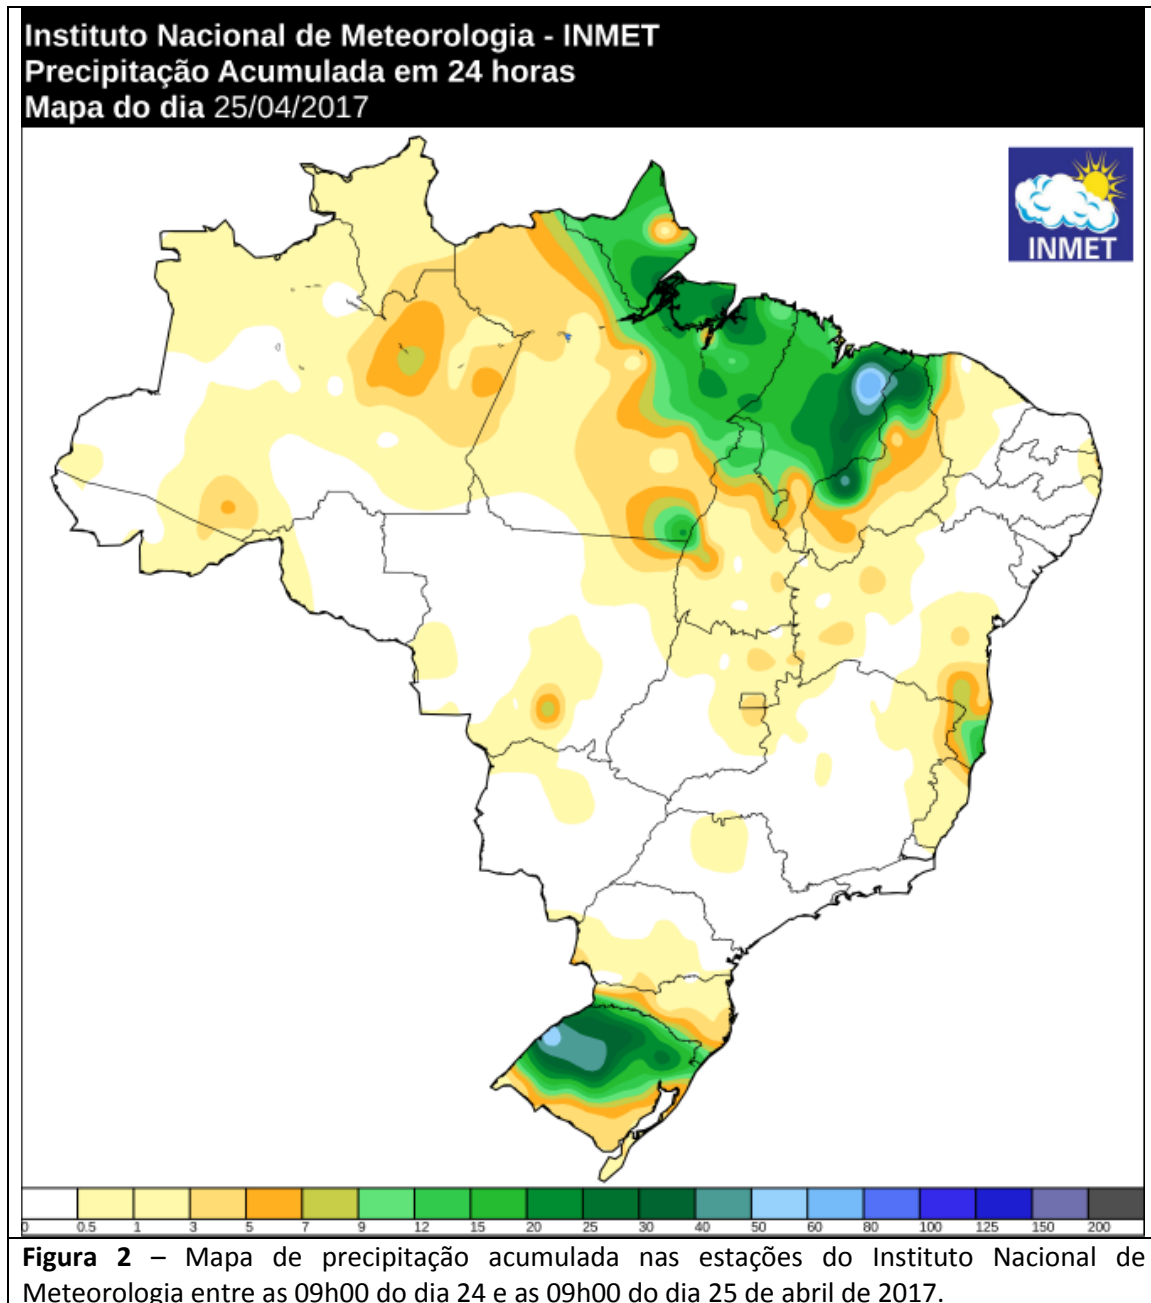 Instituto Nacional de Meteorologia - INMET
Precipitação Acumulada em 24 horas
Mapa do dia 25/04/2017
INMET
0 0.5 1 3 5 7 9 12 15 20 25 30 40 50 60 80 100 125 150 200
Figura 2 – Mapa de precipitação acumulada nas estações do Instituto Nacional de
Meteorologia entre as 09h00 do dia 24 e as 09h00 do dia 25 de abril de 2017.